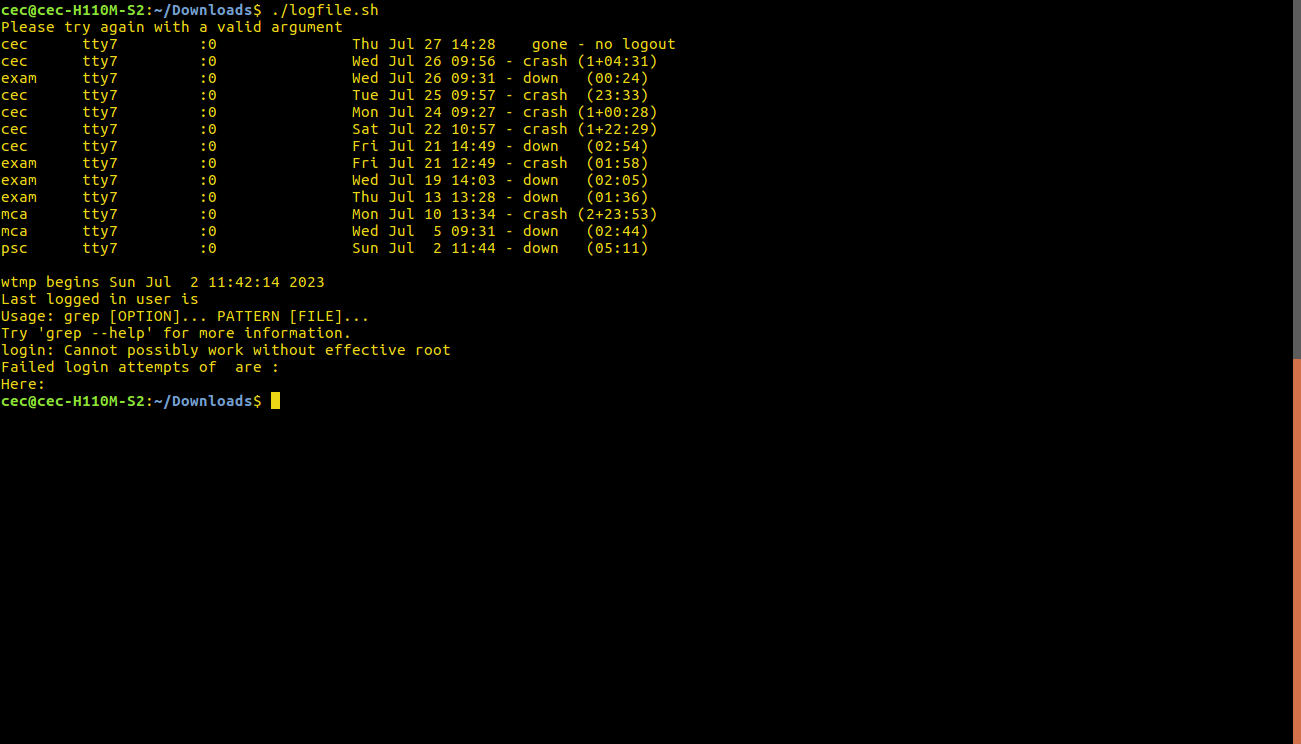 cec@cec-H110M-S2:~/Downloads$ ./logfile.sh
Please try again with a valid argument
cec      tty7         :0               Thu Jul 27 14:28    gone - no logout
cec      tty7         :0               Wed Jul 26 09:56 - crash (1+04:31)
exam     tty7         :0               Wed Jul 26 09:31 - down   (00:24)
cec      tty7         :0               Tue Jul 25 09:57 - crash  (23:33)
cec      tty7         :0               Mon Jul 24 09:27 - crash (1+00:28)
cec      tty7         :0               Sat Jul 22 10:57 - crash (1+22:29)
cec      tty7         :0               Fri Jul 21 14:49 - down   (02:54)
exam     tty7         :0               Fri Jul 21 12:49 - crash  (01:58)
exam     tty7         :0               Wed Jul 19 14:03 - down   (02:05)
exam     tty7         :0               Thu Jul 13 13:28 - down   (01:36)
mca      tty7         :0               Mon Jul 10 13:34 - crash (2+23:53)
mca      tty7         :0               Wed Jul  5 09:31 - down   (02:44)
psc      tty7         :0               Sun Jul  2 11:44 - down   (05:11)

wtmp begins Sun Jul  2 11:42:14 2023
Last logged in user is
Usage: grep [OPTION]... PATTERN [FILE]...
Try 'grep --help' for more information.
login: Cannot possibly work without effective root
Failed login attempts of  are :
Here:
cec@cec-H110M-S2:~/Downloads$